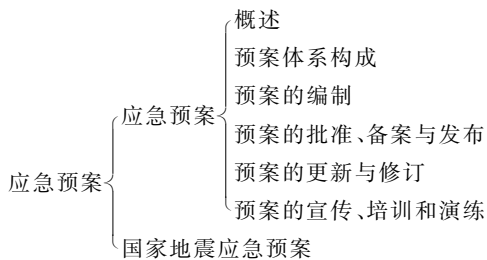 概述
预案体系构成
预案的编制
应急预案
预案的批准、备案与发布
预案的更新与修订
应急预案
预案的宣传、培训和演练
国家地震应急预案